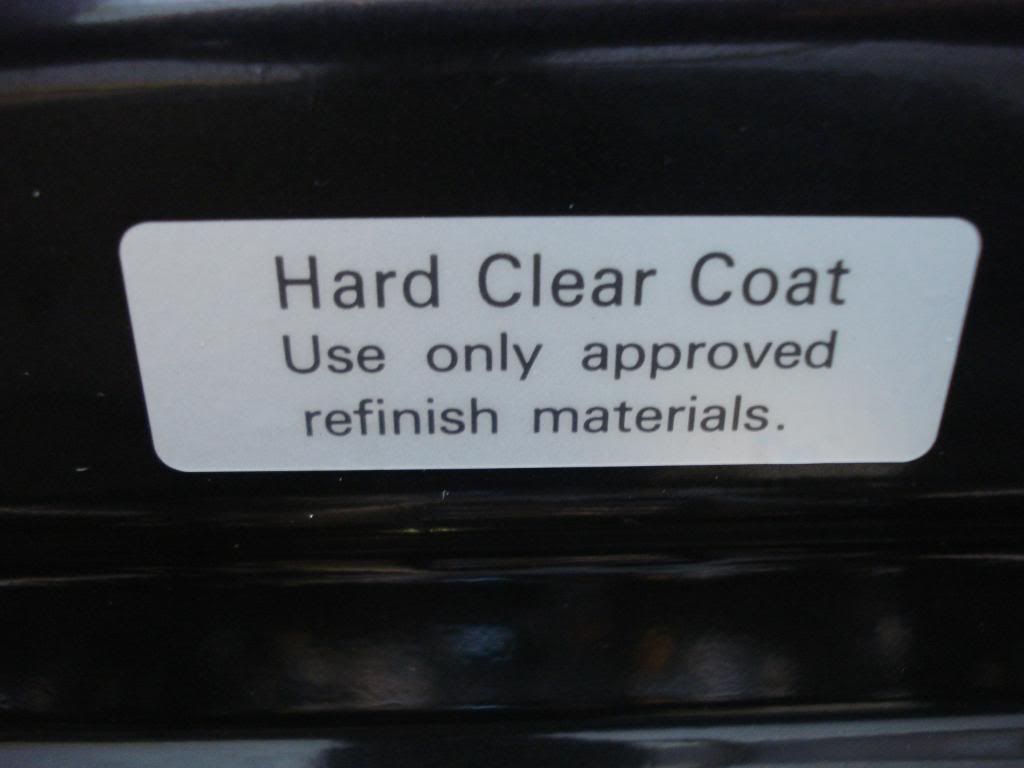 Hard Clear Coat
Use only approved
refinish materials.